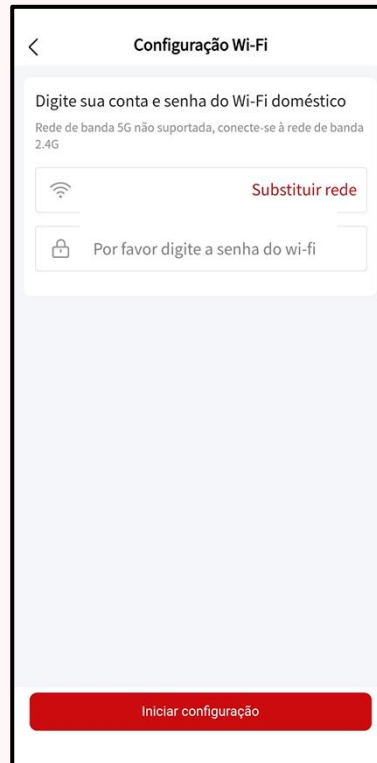 Configuração Wi-Fi
Digite sua conta e senha do Wi-Fi doméstico
Rede de banda 5G não suportada, conecte-se à rede de banda
2.4G
Substituir rede
Por favor digite a senha do wi-fi
Iniciar configuração